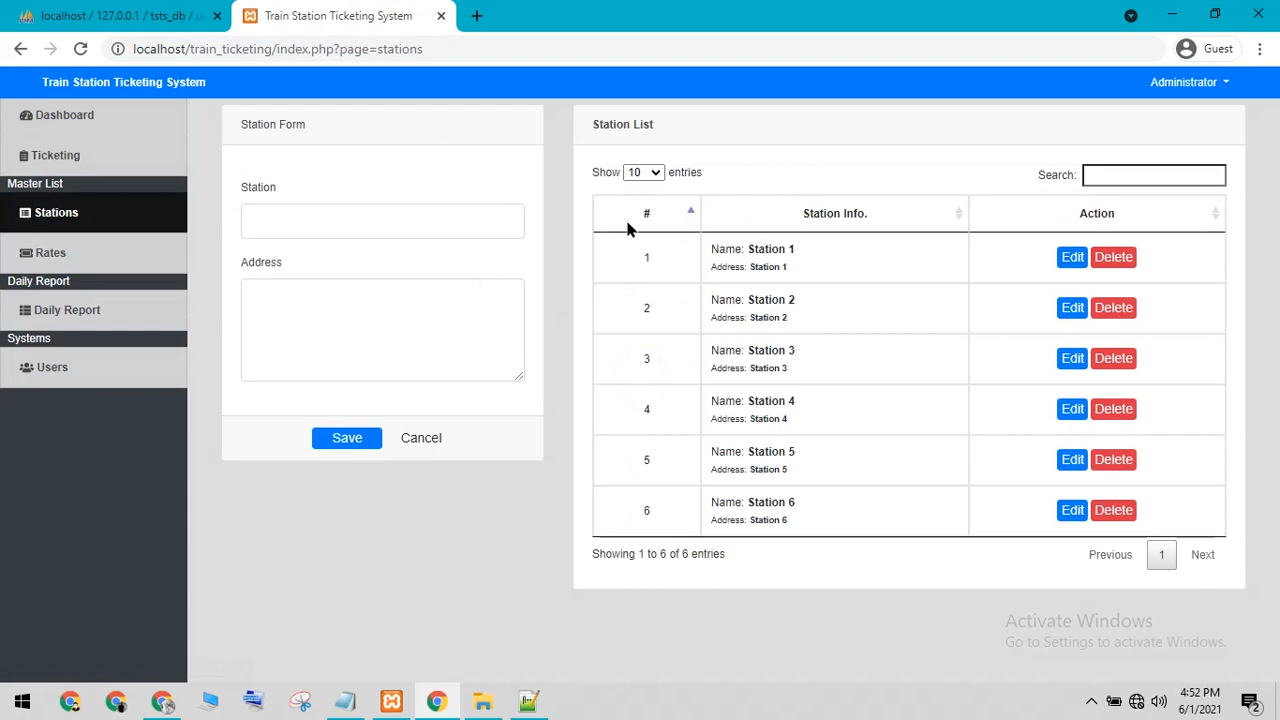 localhost / 127.0.0.1 / tsts_db / u
Train Station Ticketing System
localhost/train_ticketing/index.php?page=stations
Guest
Train Station Ticketing System
Administrator
Dashboard
Ticketing
Master List
Stations
Rates
Daily Report
Daily Report
Systems
Users
Station Form
Station
Address
Save Cancel
Station List
Show 10 entries
Search:
# Station Info. Action
1 Name: Station 1 Edit Delete
Address: Station 1
2 Name: Station 2 Edit Delete
Address: Station 2
3 Name: Station 3 Edit Delete
Address: Station 3
4 Name: Station 4 Edit Delete
Address: Station 4
5 Name: Station 5 Edit Delete
Address: Station 5
6 Name: Station 6 Edit Delete
Address: Station 6
Showing 1 to 6 of 6 entries
Previous 1 Next
Activate Windows
Go to Settings to activate Windows.
4:52 PM
6/1/2021
2